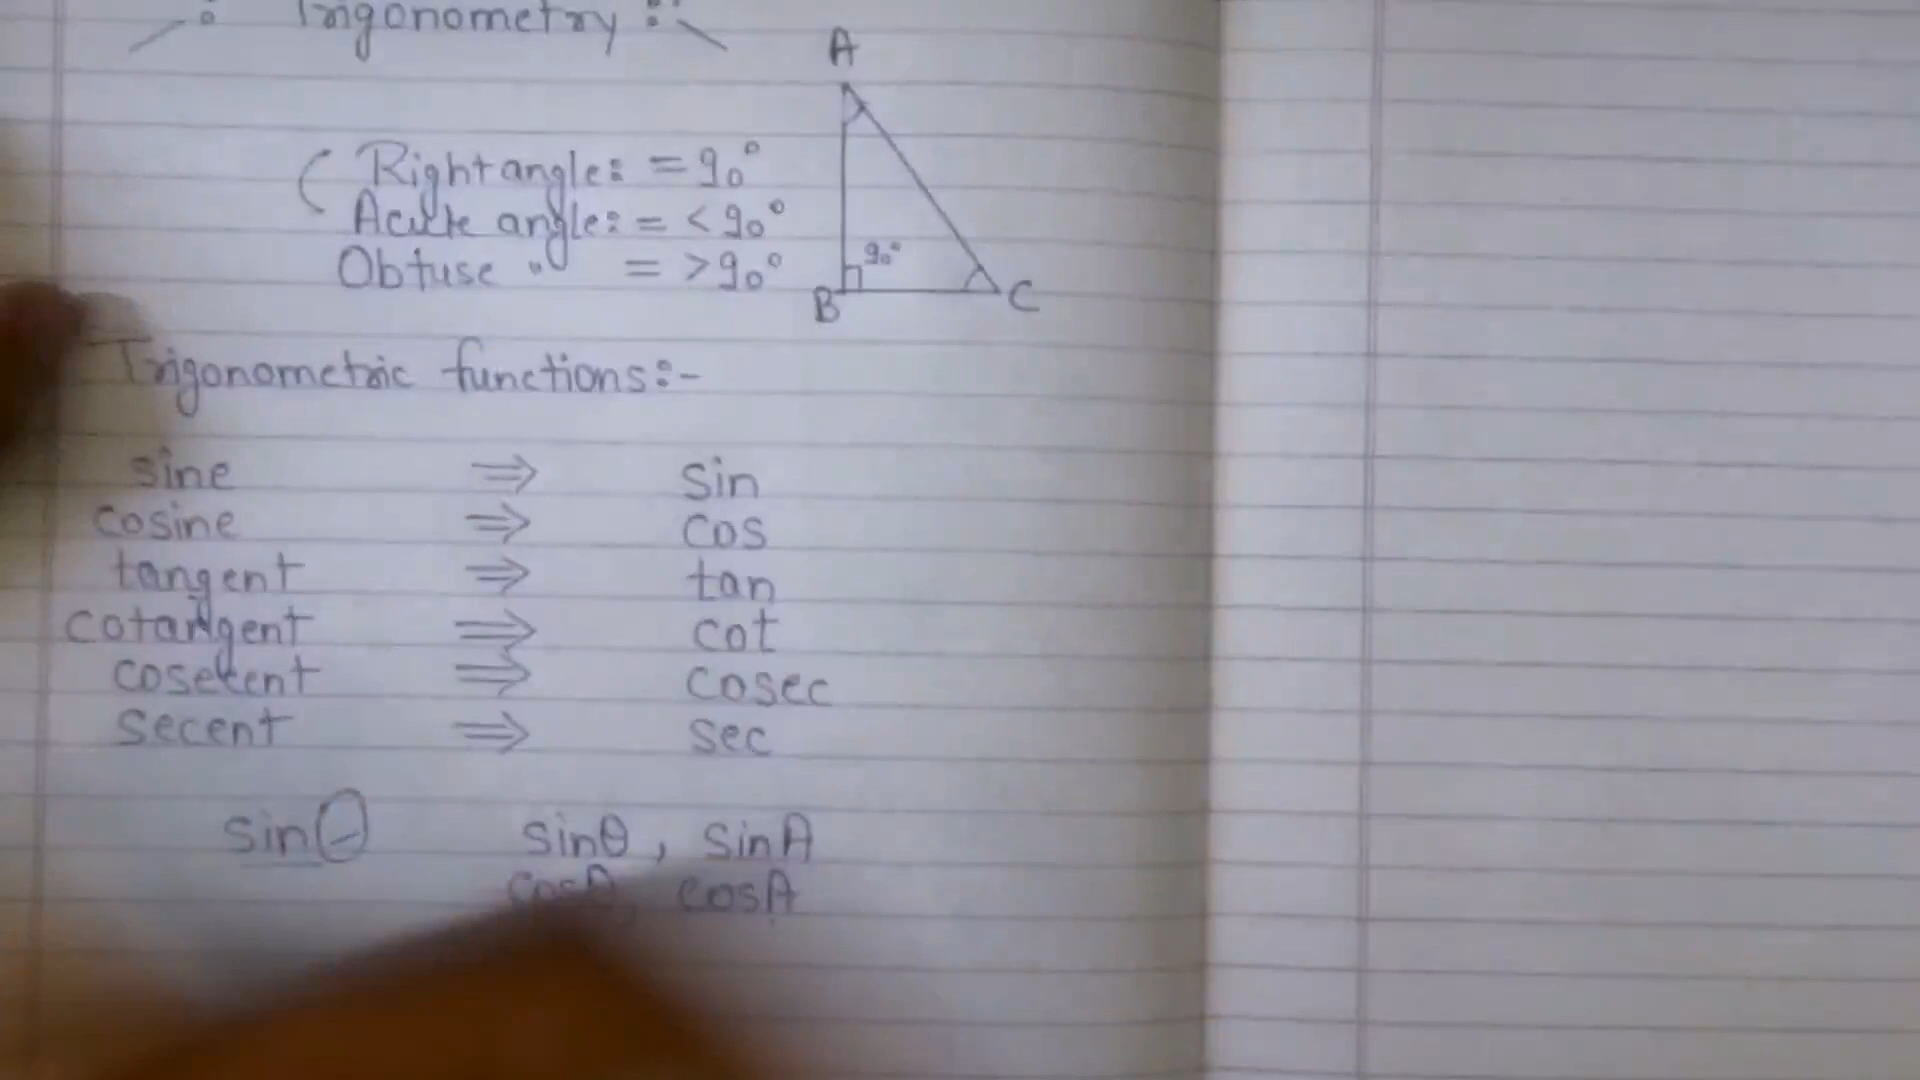 : Trigonometry :
A
Right angle: = 90°
Acute angle: = < 90°
Obtuse " = > 90°
90°
B
C
Trigonometric functions:-
sine ⇒ sin
cosine ⇒ cos
tangent ⇒ tan
cotangent ⇒ cot
cosecent ⇒ cosec
secent ⇒ sec
sinθ sinθ, sinA
cosθ, cosA